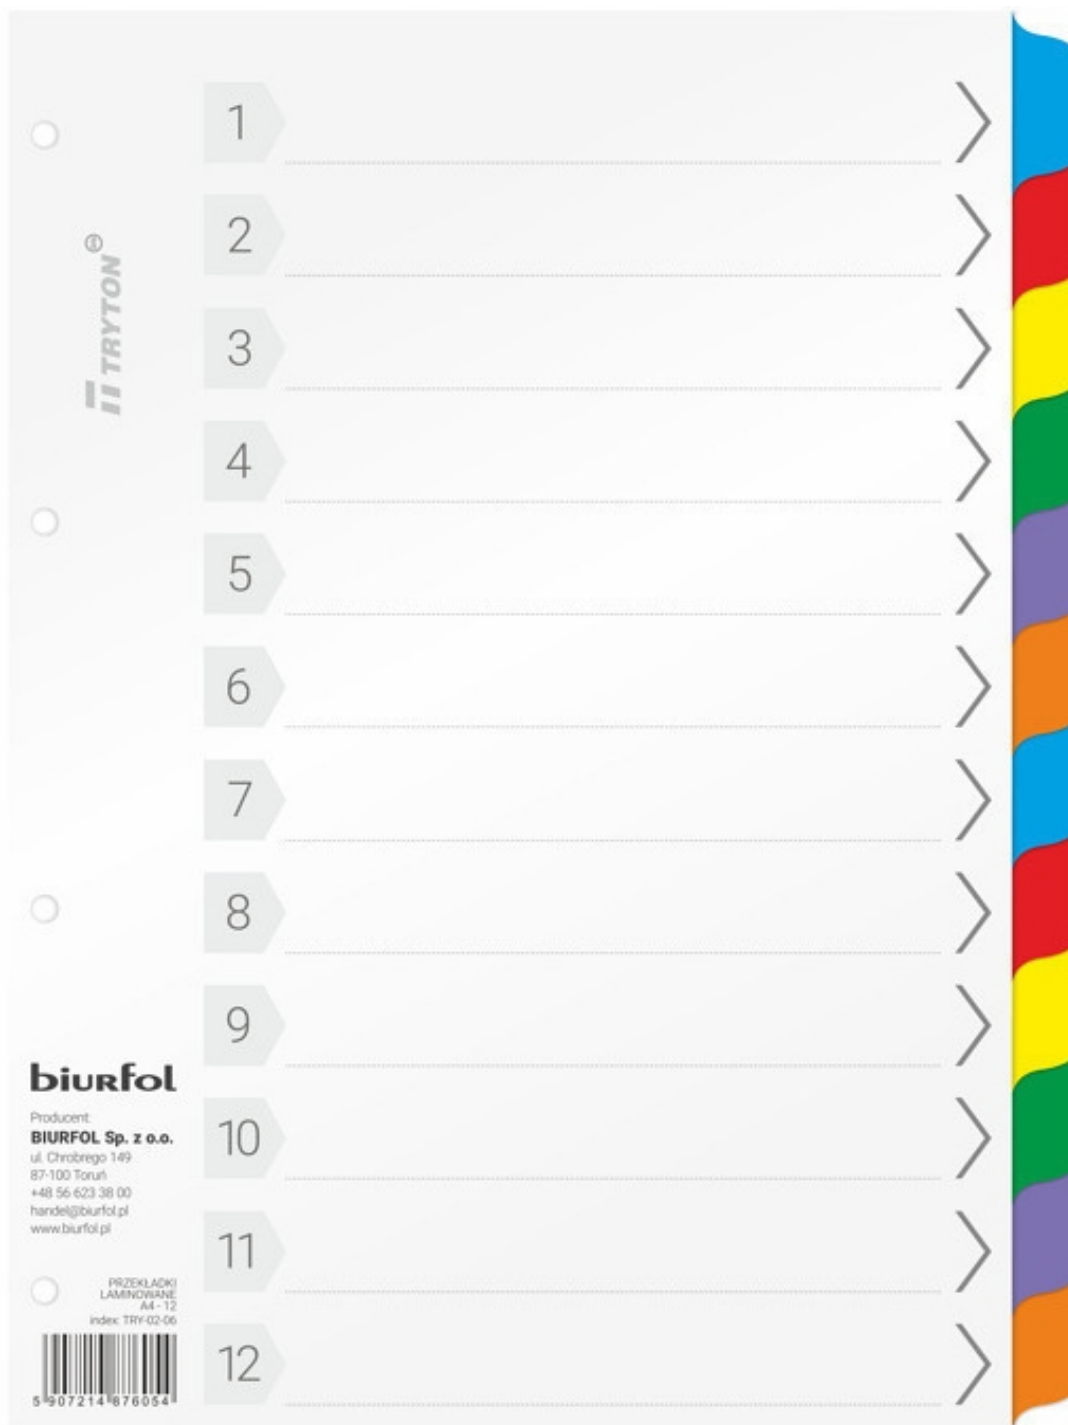 1
2
3
4
5
6
7
8
9
10
11
12
TRYTON®
biurfol
Producent:
BIURFOL Sp. z o.o.
ul. Chrobrego 149
87-100 Toruń
+48 56 623 38 00
handel@biurfol.pl
www.biurfol.pl
PRZEKŁADKI
LAMINOWANE
A4 - 12
index: TRY-02-06
5 907214 876054